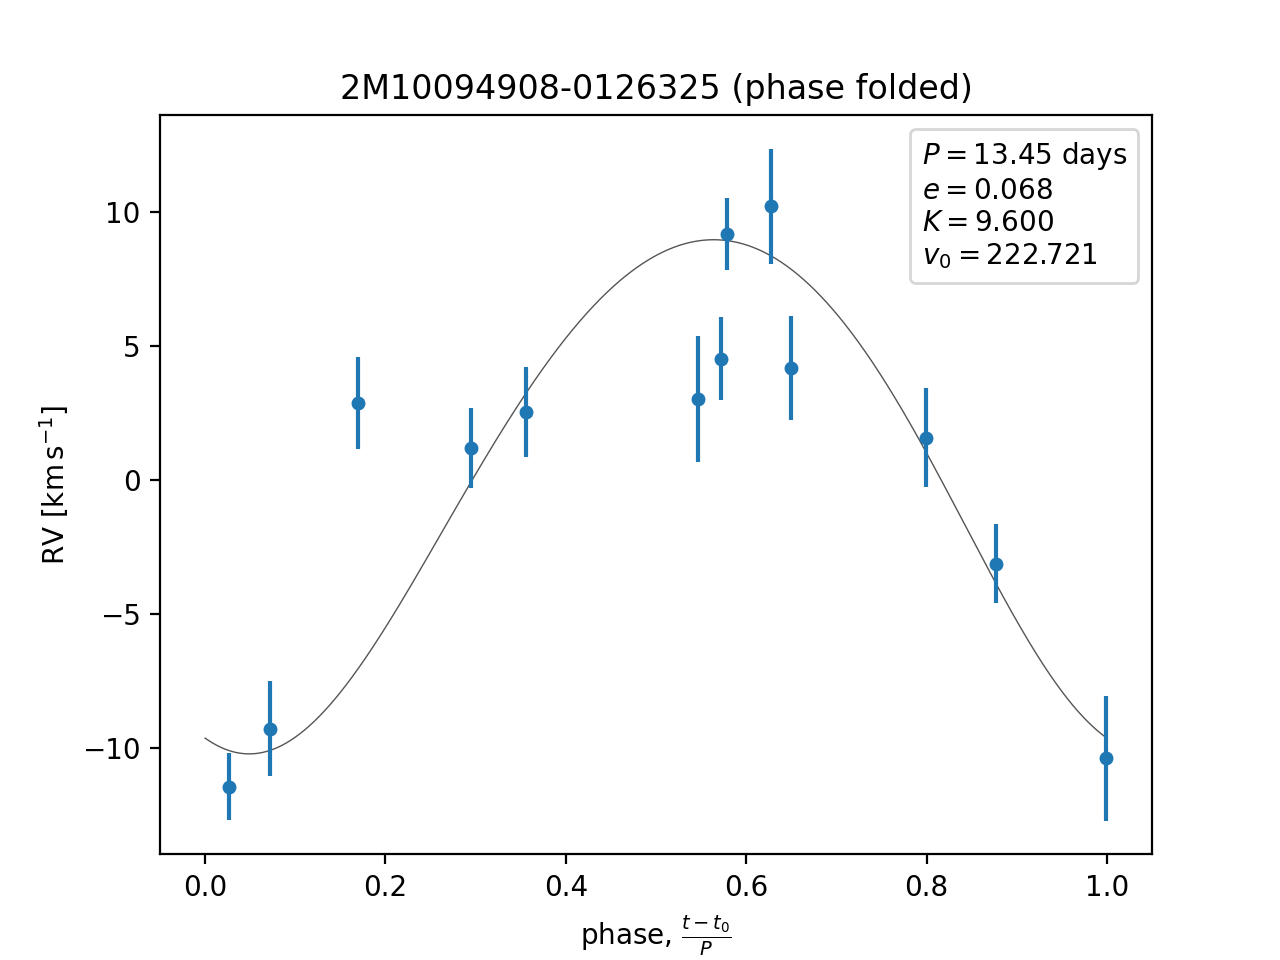 2M10094908-0126325 (phase folded)
P = 13.45 days
e = 0.068
K = 9.600
v₀ = 222.721
RV [km s⁻¹]
10
5
0
−5
−10
0.0 0.2 0.4 0.6 0.8 1.0
phase, (t − t₀)/P